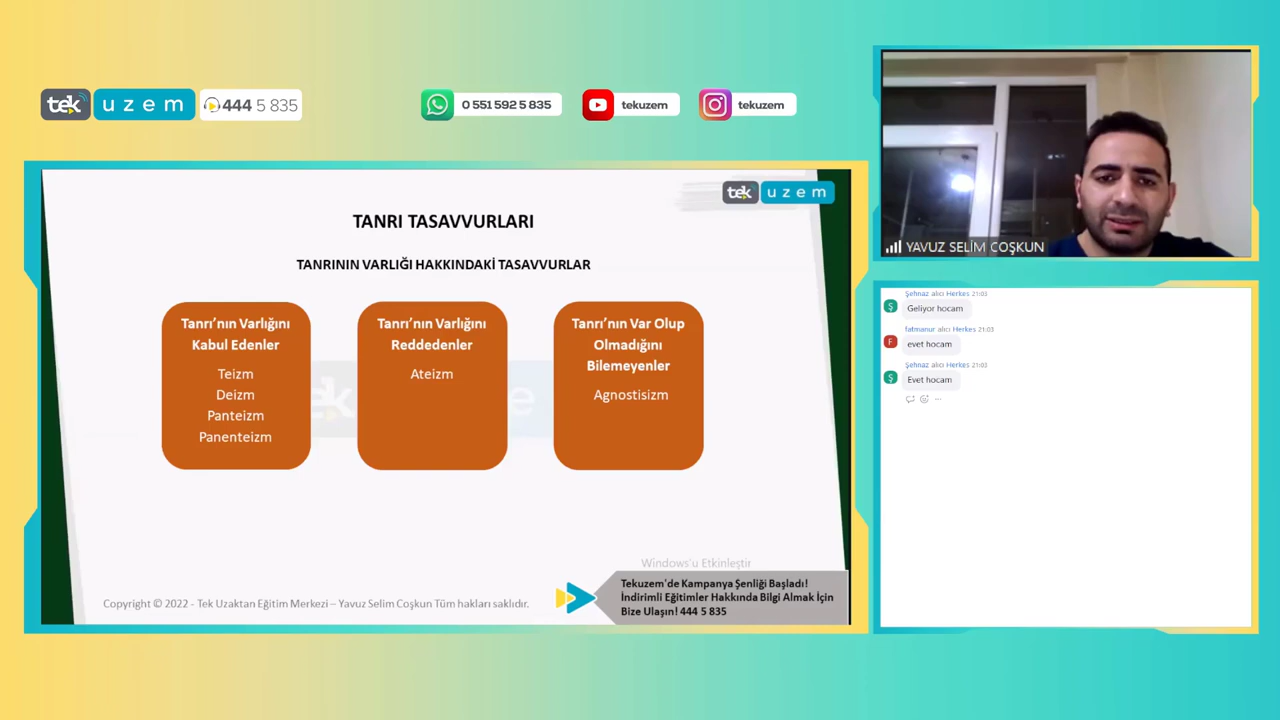 tek uzem 444 5 835
0 551 592 5 835
tekuzem
tekuzem
tek uzem
TANRI TASAVVURLARI
TANRININ VARLIĞI HAKKINDAKİ TASAVVURLAR
Tanrı'nın Varlığını
Kabul Edenler
Teizm
Deizm
Panteizm
Panenteizm
Tanrı'nın Varlığını
Reddedenler
Ateizm
Tanrı'nın Var Olup
Olmadığını
Bilemeyenler
Agnostisizm
Windows'u Etkinleştir
Tekuzem'de Kampanya Şenliği Başladı!
İndirimli Eğitimler Hakkında Bilgi Almak İçin
Bize Ulaşın! 444 5 835
Copyright © 2022 - Tek Uzaktan Eğitim Merkezi – Yavuz Selim Coşkun Tüm hakları saklıdır.
YAVUZ SELİM COŞKUN
Şehnaz alıcı Herkes 21:03
Ş
Geliyor hocam
fatmanur alıcı Herkes 21:03
F
evet hocam
Şehnaz alıcı Herkes 21:03
Ş
Evet hocam